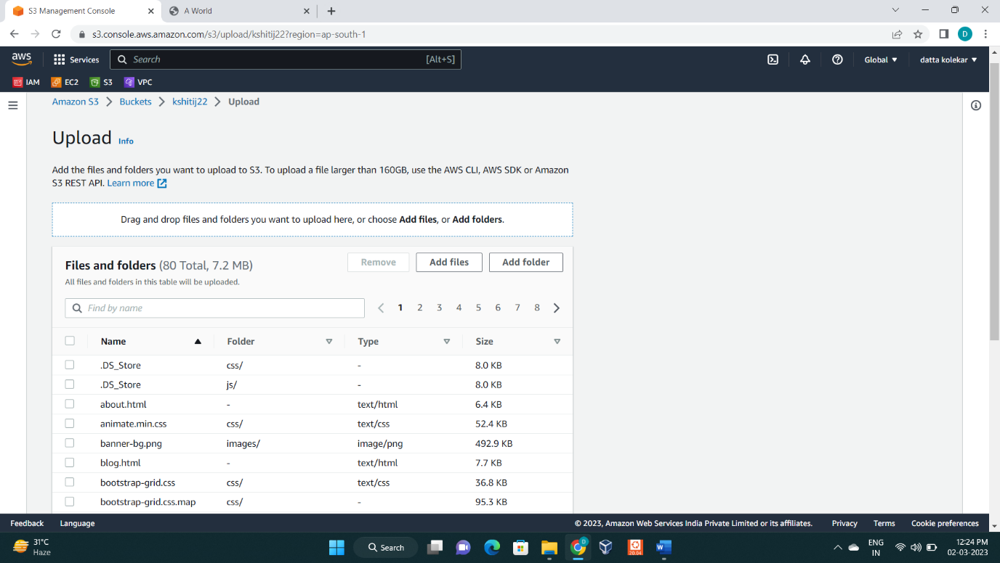 S3 Management Console
A World
s3.console.aws.amazon.com/s3/upload/kshitij22?region=ap-south-1
D
aws
Services
Search
[Alt+S]
Global
datta kolekar
IAM
EC2
S3
VPC
Amazon S3
Buckets
kshitij22
Upload
Upload
Info
Add the files and folders you want to upload to S3. To upload a file larger than 160GB, use the AWS CLI, AWS SDK or Amazon
S3 REST API. Learn more
Drag and drop files and folders you want to upload here, or choose Add files, or Add folders.
Files and folders (80 Total, 7.2 MB)
Remove
Add files
Add folder
All files and folders in this table will be uploaded.
Find by name
1 2 3 4 5 6 7 8
Name Folder Type Size
.DS_Store css/ - 8.0 KB
.DS_Store js/ - 8.0 KB
about.html - text/html 6.4 KB
animate.min.css css/ text/css 52.4 KB
banner-bg.png images/ image/png 492.9 KB
blog.html - text/html 7.7 KB
bootstrap-grid.css css/ text/css 36.8 KB
bootstrap-grid.css.map css/ - 95.3 KB
Feedback
Language
© 2023, Amazon Web Services India Private Limited or its affiliates.
Privacy
Terms
Cookie preferences
31°C
Haze
Search
D
20.04
W
ENG
IN
12:24 PM
02-03-2023